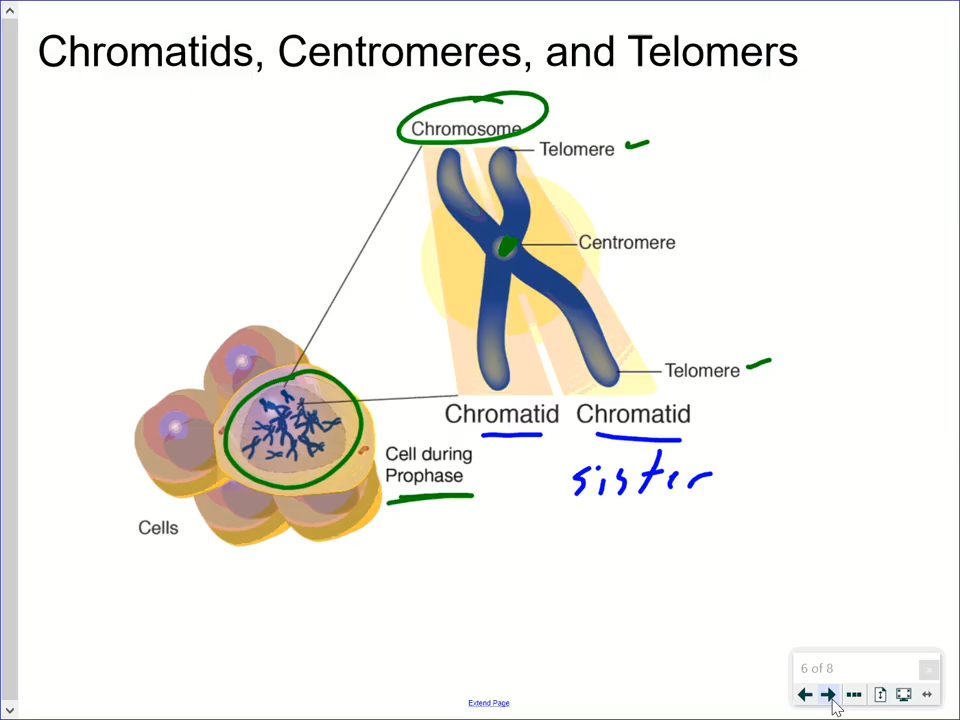 Chromatids, Centromeres, and Telomers
Chromosome
Telomere
Centromere
Telomere
Chromatid Chromatid
sister
Cell during
Prophase
Cells
6 of 8
Extend Page